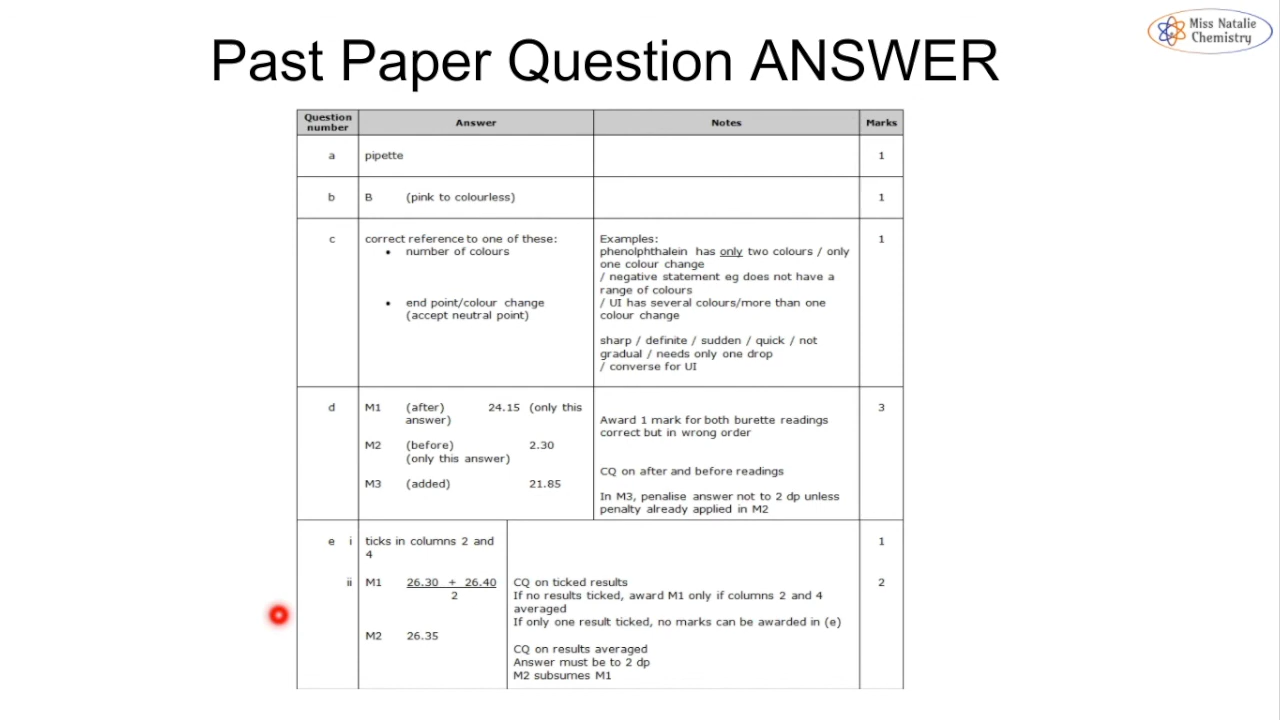 Past Paper Question ANSWER
Miss Natalie
Chemistry
Question
number
Answer
Notes
Marks
a
pipette
1
b
B (pink to colourless)
1
c
correct reference to one of these:
• number of colours
• end point/colour change
(accept neutral point)
Examples:
phenolphthalein has only two colours / only
one colour change
/ negative statement eg does not have a
range of colours
/ UI has several colours/more than one
colour change
sharp / definite / sudden / quick / not
gradual / needs only one drop
/ converse for UI
1
d
M1 (after) 24.15 (only this
answer)
M2 (before) 2.30
(only this answer)
M3 (added) 21.85
Award 1 mark for both burette readings
correct but in wrong order
CQ on after and before readings
In M3, penalise answer not to 2 dp unless
penalty already applied in M2
3
e i
ticks in columns 2 and
4
1
ii
M1 26.30 + 26.40
2
M2 26.35
CQ on ticked results
If no results ticked, award M1 only if columns 2 and 4
averaged
If only one result ticked, no marks can be awarded in (e)
CQ on results averaged
Answer must be to 2 dp
M2 subsumes M1
2